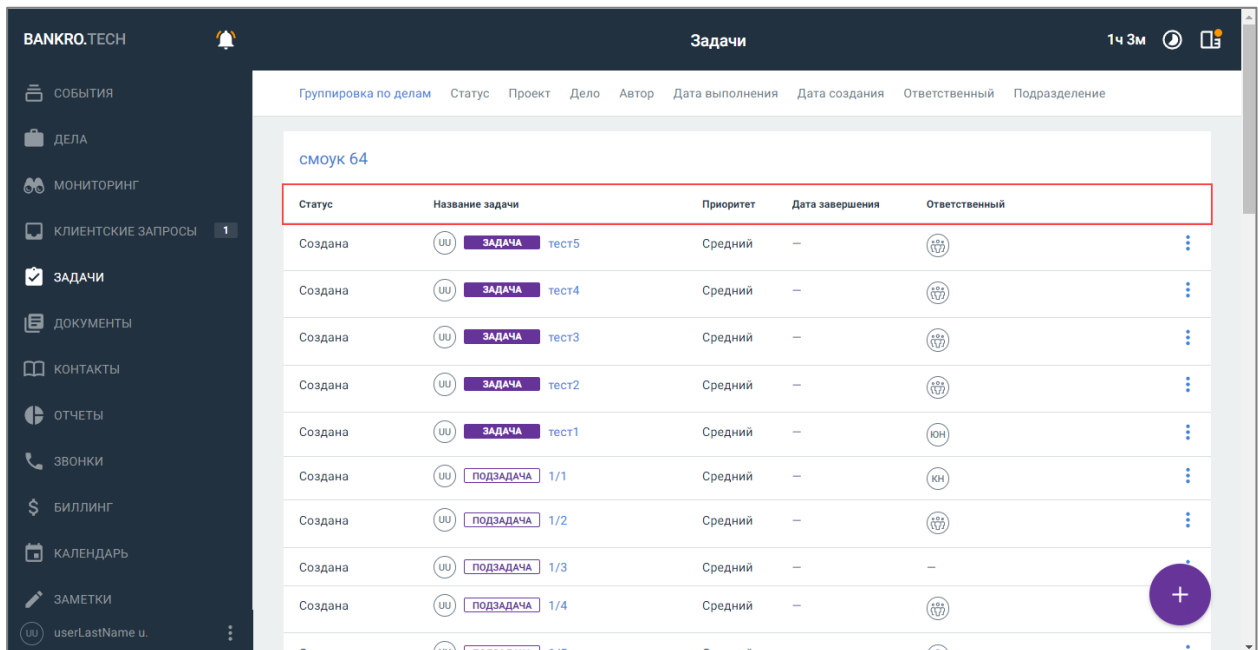 BANKRO.TECH
Задачи
1ч 3м
СОБЫТИЯ
ДЕЛА
МОНИТОРИНГ
КЛИЕНТСКИЕ ЗАПРОСЫ 1
ЗАДАЧИ
ДОКУМЕНТЫ
КОНТАКТЫ
ОТЧЕТЫ
ЗВОНКИ
БИЛЛИНГ
КАЛЕНДАРЬ
ЗАМЕТКИ
UU userLastName u.
Группировка по делам Статус Проект Дело Автор Дата выполнения Дата создания Ответственный Подразделение
смоук 64
Статус Название задачи Приоритет Дата завершения Ответственный
Создана UU ЗАДАЧА тест5 Средний —
Создана UU ЗАДАЧА тест4 Средний —
Создана UU ЗАДАЧА тест3 Средний —
Создана UU ЗАДАЧА тест2 Средний —
Создана UU ЗАДАЧА тест1 Средний — ЮН
Создана UU ПОДЗАДАЧА 1/1 Средний — КН
Создана UU ПОДЗАДАЧА 1/2 Средний —
Создана UU ПОДЗАДАЧА 1/3 Средний — —
Создана UU ПОДЗАДАЧА 1/4 Средний —